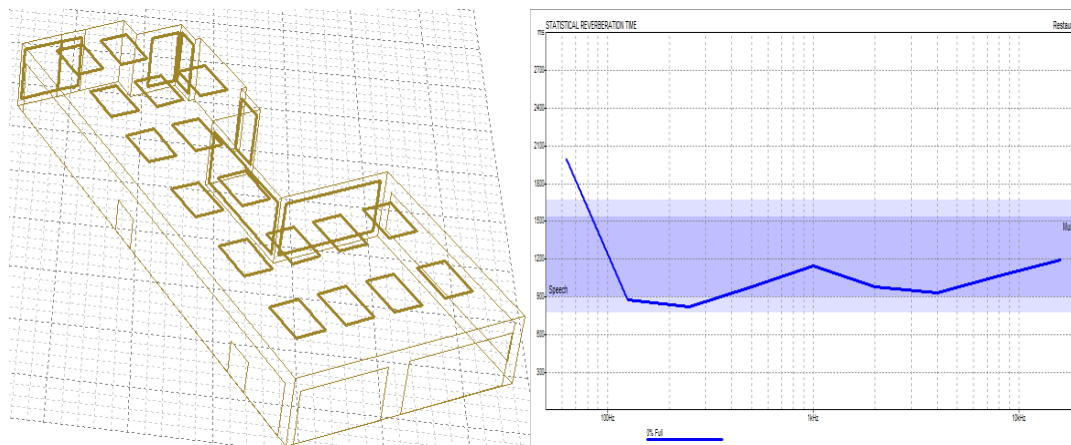 STATISTICAL REVERBERATION TIME
Restau
ms
2700
2400
2100
1800
1500
Mu
1200
900
Speech
600
300
100Hz
1kHz
10kHz
0% Full